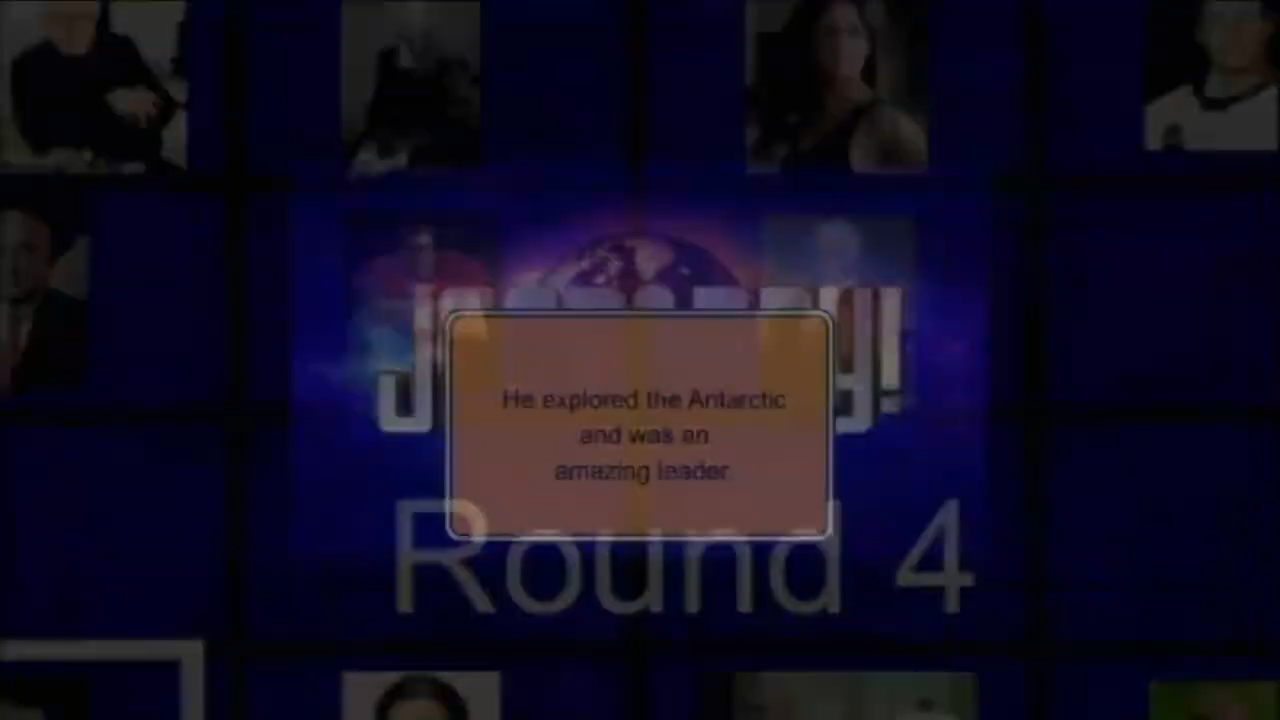 He explored the Antarctic
and was an
amazing leader.
Round 4